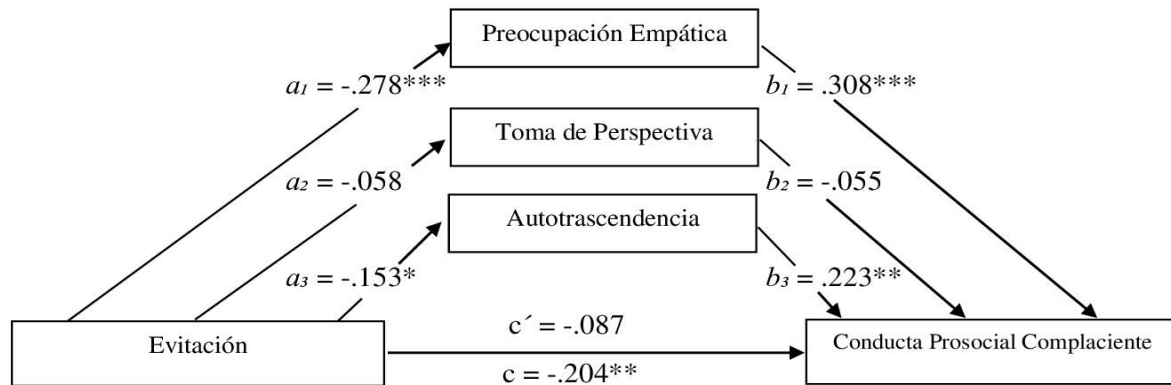 Preocupación Empática
a₁ = -.278***
b₁ = .308***
Toma de Perspectiva
a₂ = -.058
b₂ = -.055
Autotrascendencia
a₃ = -.153*
b₃ = .223**
Evitación
c´ = -.087
c = -.204**
Conducta Prosocial Complaciente